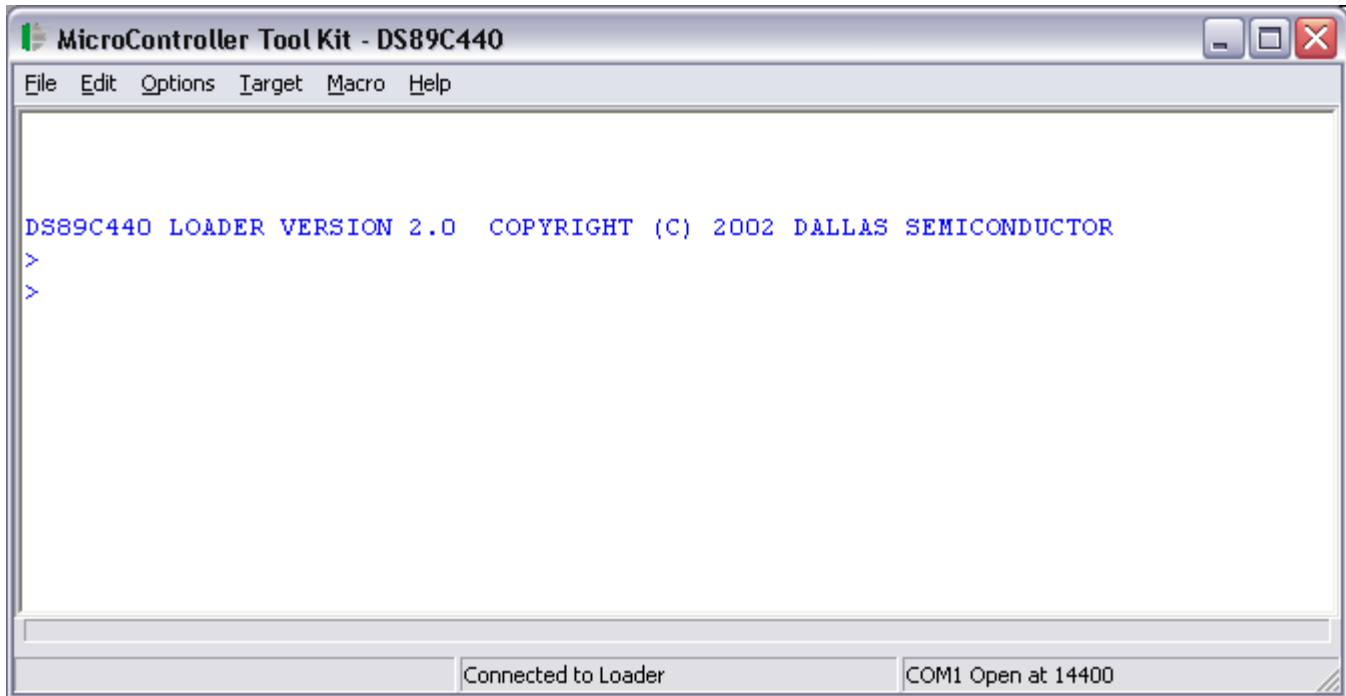 MicroController Tool Kit - DS89C440
File Edit Options Target Macro Help
DS89C440 LOADER VERSION 2.0  COPYRIGHT (C) 2002 DALLAS SEMICONDUCTOR
>
>
Connected to Loader COM1 Open at 14400